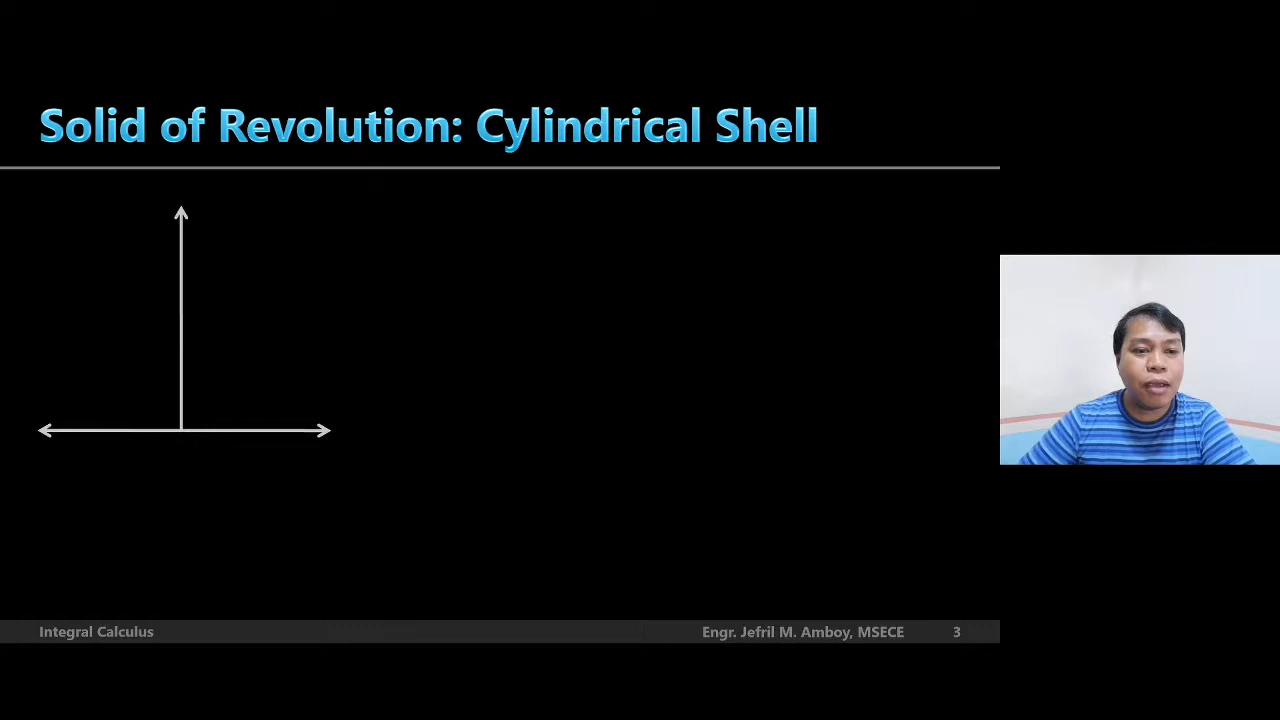 Solid of Revolution: Cylindrical Shell
Integral Calculus
Engr. Jefril M. Amboy, MSECE
3